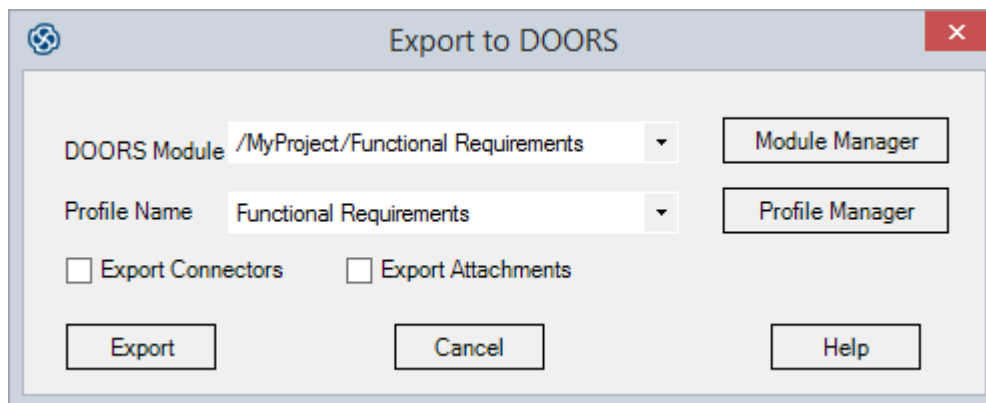 Export to DOORS
DOORS Module /MyProject/Functional Requirements Module Manager
Profile Name Functional Requirements Profile Manager
Export Connectors Export Attachments
Export Cancel Help